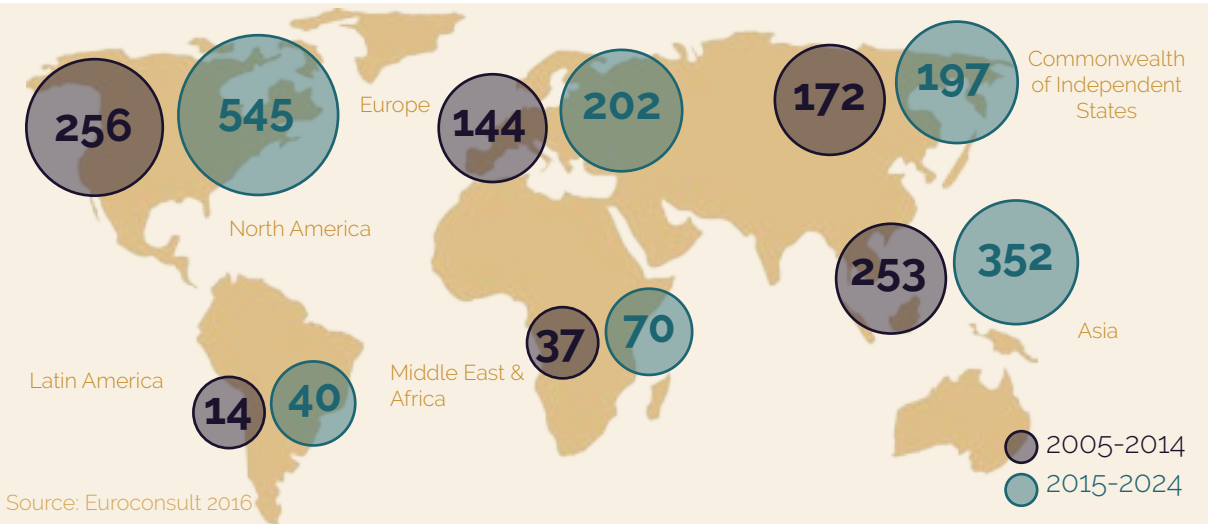 256
545
Europe
144
202
172
197
Commonwealth
of Independent
States
North America
253
352
Asia
37
70
Middle East &
Africa
Latin America
14
40
2005-2014
2015-2024
Source: Euroconsult 2016